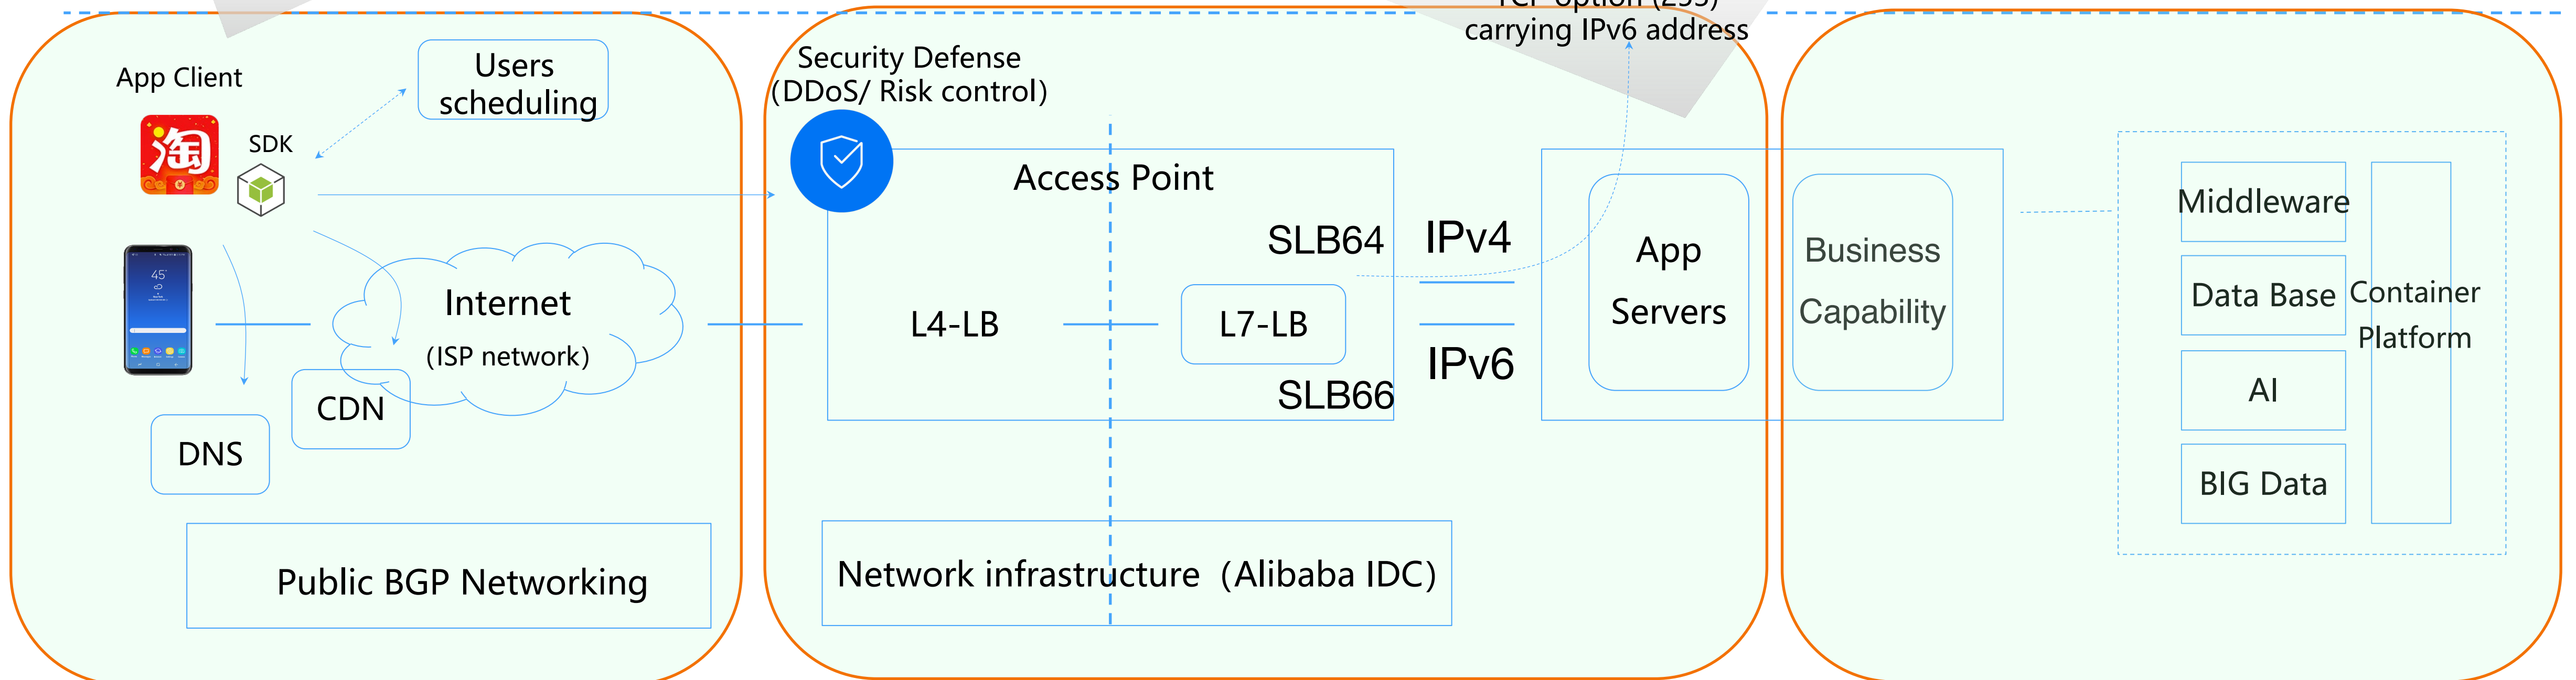 carrying IPv6 address
App Client
Users
scheduling
淘
SDK
45°
Internet
(ISP network)
CDN
DNS
Public BGP Networking
Security Defense
(DDoS/ Risk control)
Access Point
SLB64
L4-LB
L7-LB
SLB66
IPv4
IPv6
Network infrastructure（Alibaba IDC）
App
Servers
Business
Capability
Middleware
Data Base
AI
BIG Data
Container
Platform